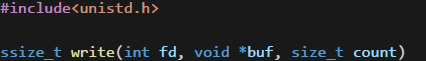 #include<unistd.h>
ssize_t write(int fd, void *buf, size_t count)